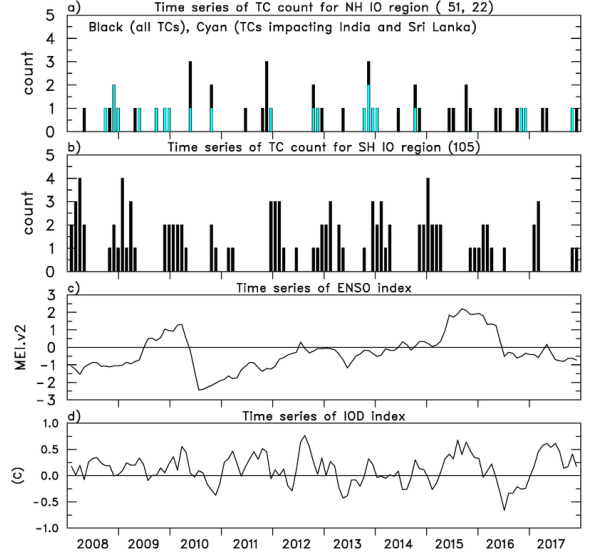 a) Time series of TC count for NH IO region ( 51, 22)
Black (all TCs), Cyan (TCs impacting India and Sri Lanka)
count
5
4
3
2
1
0
b) Time series of TC count for SH IO region (105)
count
5
4
3
2
1
0
c) Time series of ENSO index
MEI.v2
3
2
1
0
-1
-2
-3
d) Time series of IOD index
(C)
1.0
0.5
0.0
-0.5
-1.0
2008 2009 2010 2011 2012 2013 2014 2015 2016 2017